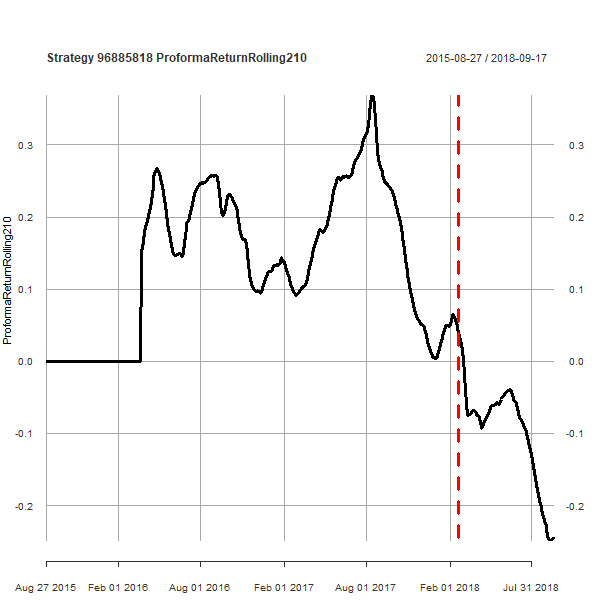 Strategy 96885818 ProformaReturnRolling210
2015-08-27 / 2018-09-17
ProformaReturnRolling210
0.3 0.3
0.2 0.2
0.1 0.1
0.0 0.0
-0.1 -0.1
-0.2 -0.2
Aug 27 2015 Feb 01 2016 Aug 01 2016 Feb 01 2017 Aug 01 2017 Feb 01 2018 Jul 31 2018